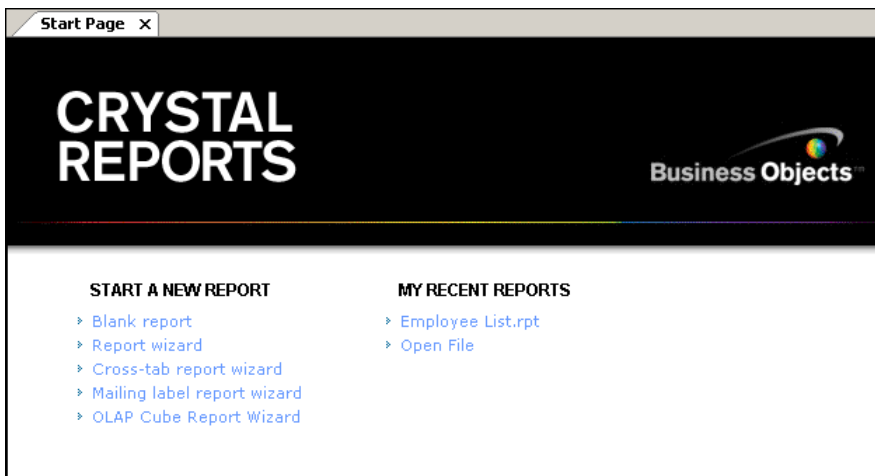 Start Page X
CRYSTAL
REPORTS
Business Objects™
START A NEW REPORT
Blank report
Report wizard
Cross-tab report wizard
Mailing label report wizard
OLAP Cube Report Wizard
MY RECENT REPORTS
Employee List.rpt
Open File